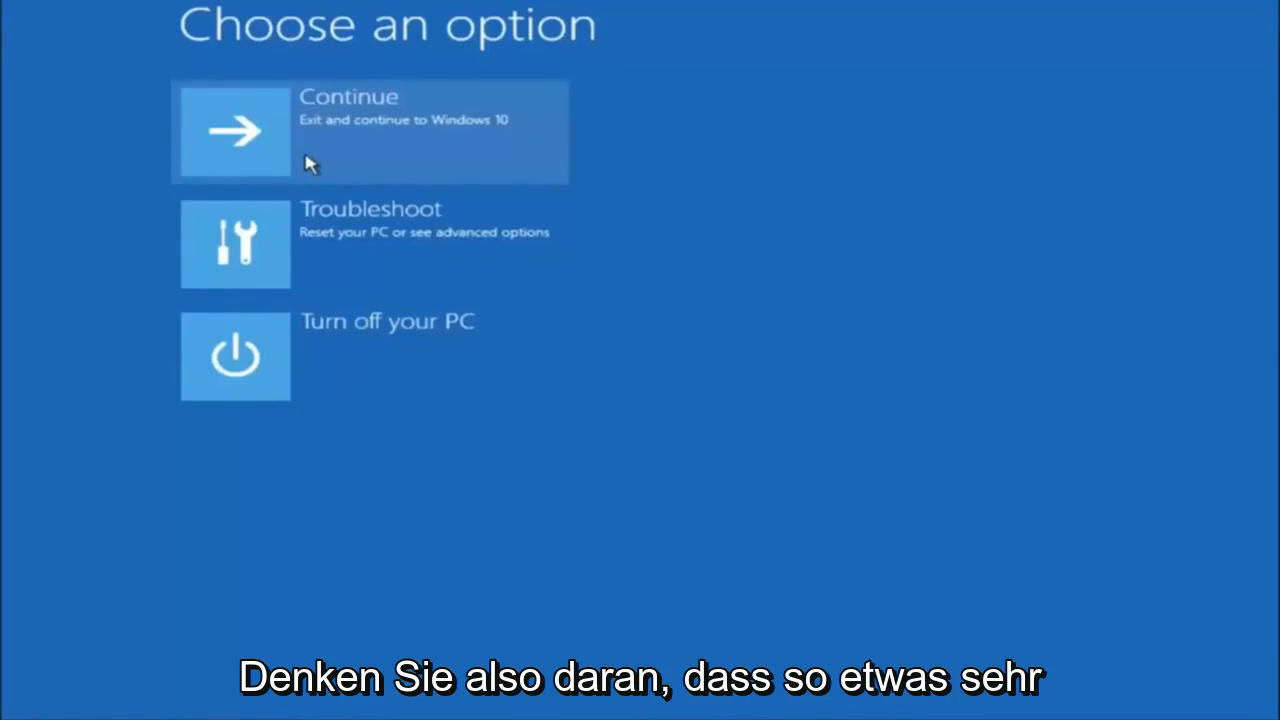 Choose an option
Continue
Exit and continue to Windows 10
Troubleshoot
Reset your PC or see advanced options
Turn off your PC
Denken Sie also daran, dass so etwas sehr